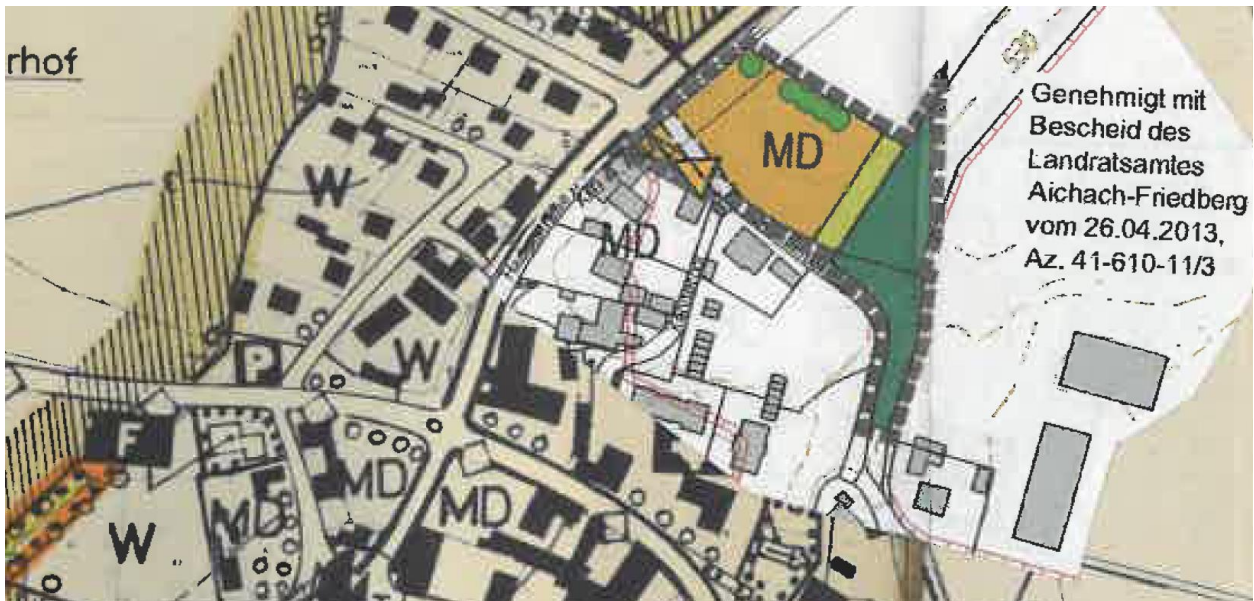 rhof
Genehmigt mit
Bescheid des
Landratsamtes
Aichach-Friedberg
vom 26.04.2013,
Az. 41-610-11/3
MD
W
MD
P
W
F
MD
MD
MD
W